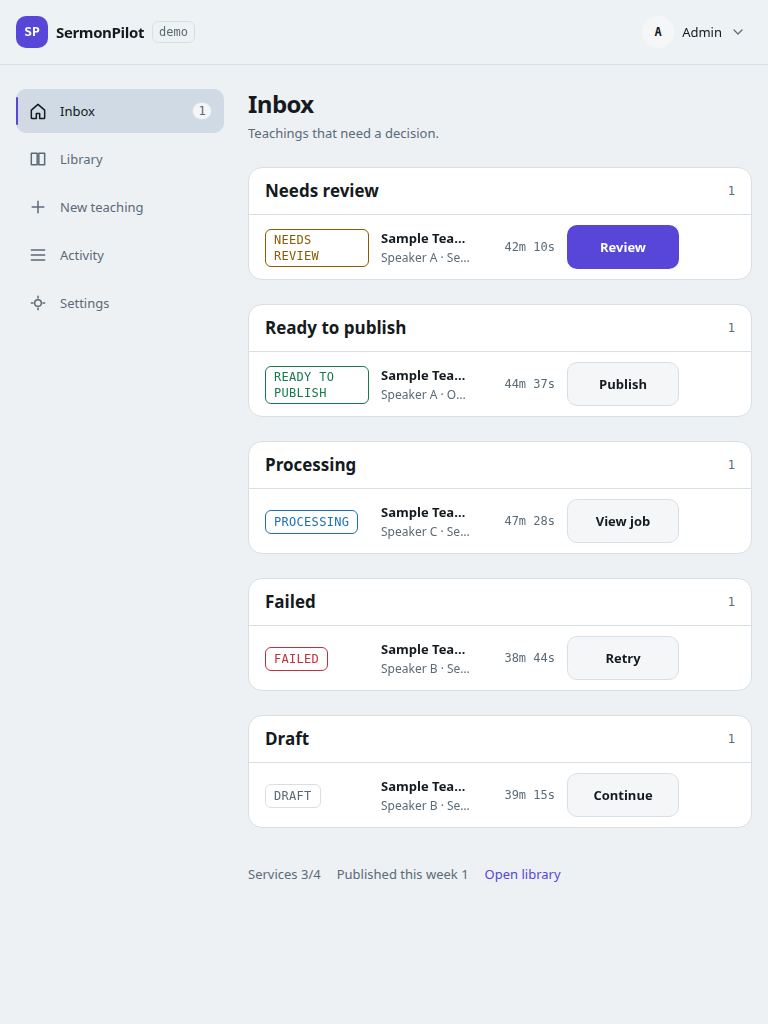 SP SermonPilot demo
A Admin
Inbox 1
Library
New teaching
Activity
Settings
Inbox
Teachings that need a decision.
Needs review 1
NEEDS
REVIEW
Sample Tea…
Speaker A · Se…
42m 10s
Review
Ready to publish 1
READY TO
PUBLISH
Sample Tea…
Speaker A · O…
44m 37s
Publish
Processing 1
PROCESSING
Sample Tea…
Speaker C · Se…
47m 28s
View job
Failed 1
FAILED
Sample Tea…
Speaker B · Se…
38m 44s
Retry
Draft 1
DRAFT
Sample Tea…
Speaker B · Se…
39m 15s
Continue
Services 3/4 Published this week 1 Open library